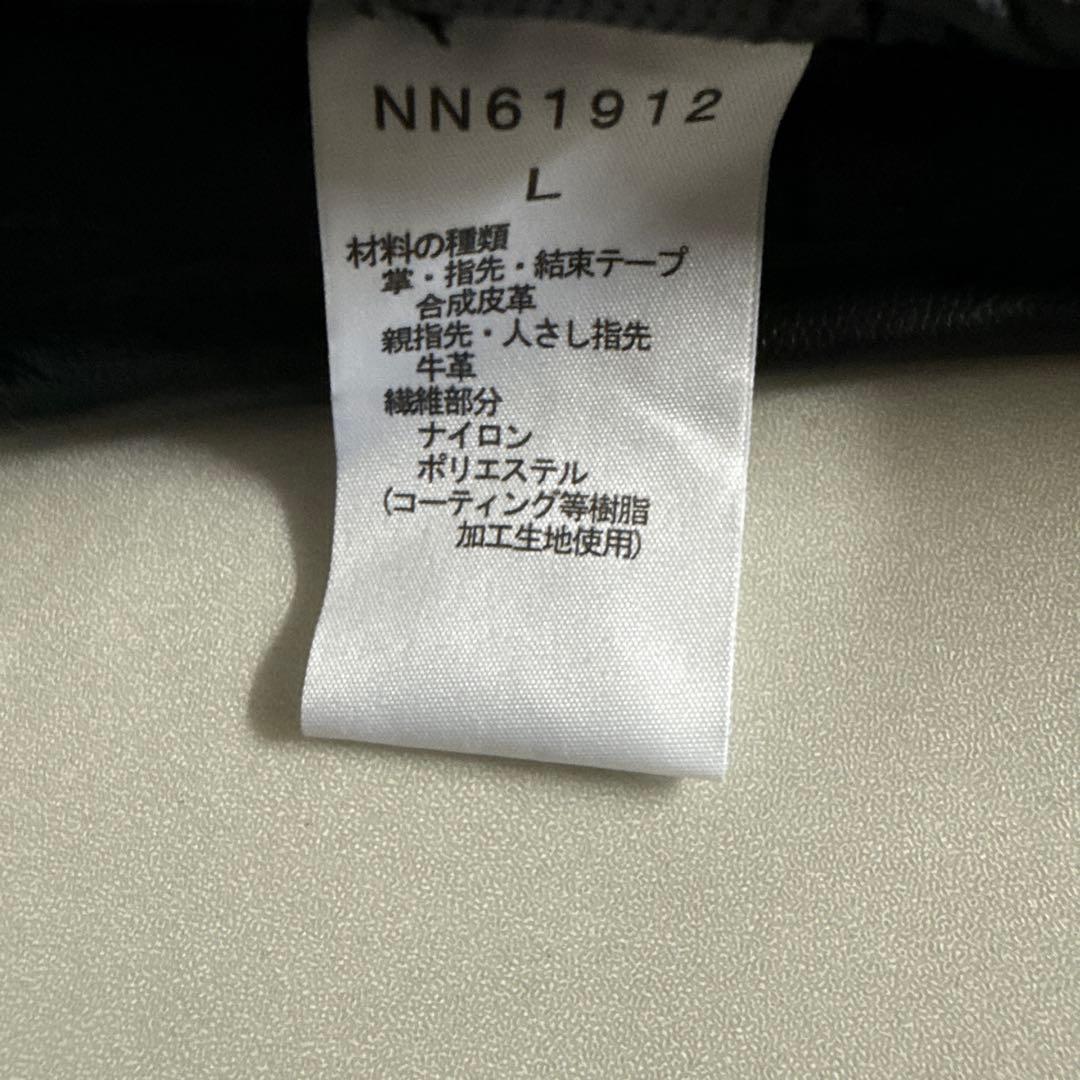 NN61912
L
材料の種類
掌・指先・結束テープ
合成皮革
親指先・人さし指先
牛革
繊維部分
ナイロン
ポリエステル
(コーティング等樹脂
加工生地使用)